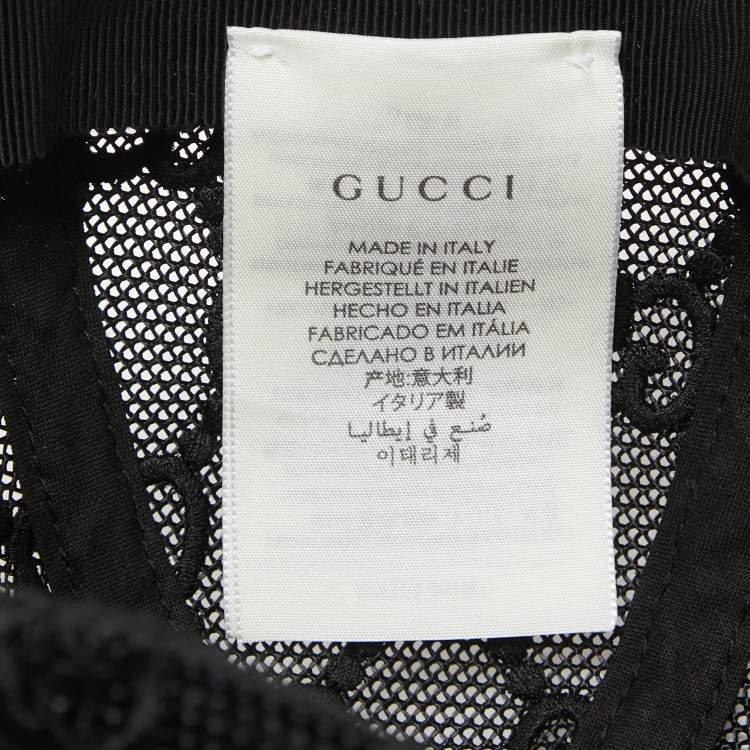 GUCCI
MADE IN ITALY
FABRIQUÉ EN ITALIE
HERGESTELLT IN ITALIEN
HECHO EN ITALIA
FABRICADO EM ITÁLIA
СДЕЛАНО В ИТАЛИИ
产地:意大利
イタリア製
صُنع في إيطاليا
이태리제